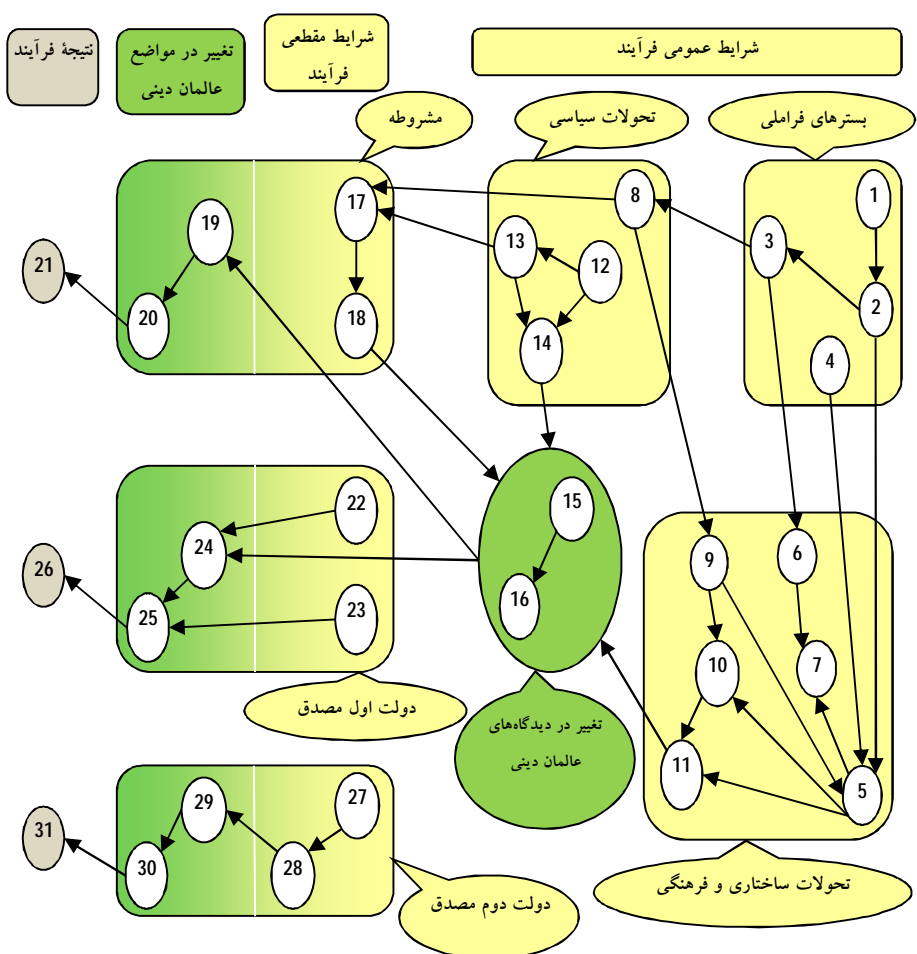 شرایط عمومی فرآیند
شرایط مقطعی
فرآیند
تغییر در مواضع
عالمان دینی
نتیجهٔ فرآیند
بسترهای فراملی
تحولات سیاسی
مشروطه
1
2
3
4
8
12
13
14
17
18
19
20
21
15
16
تغییر در دیدگاه‌های
عالمان دینی
6
9
7
10
11
5
تحولات ساختاری و فرهنگی
22
23
24
25
26
دولت اول مصدق
27
28
29
30
31
دولت دوم مصدق